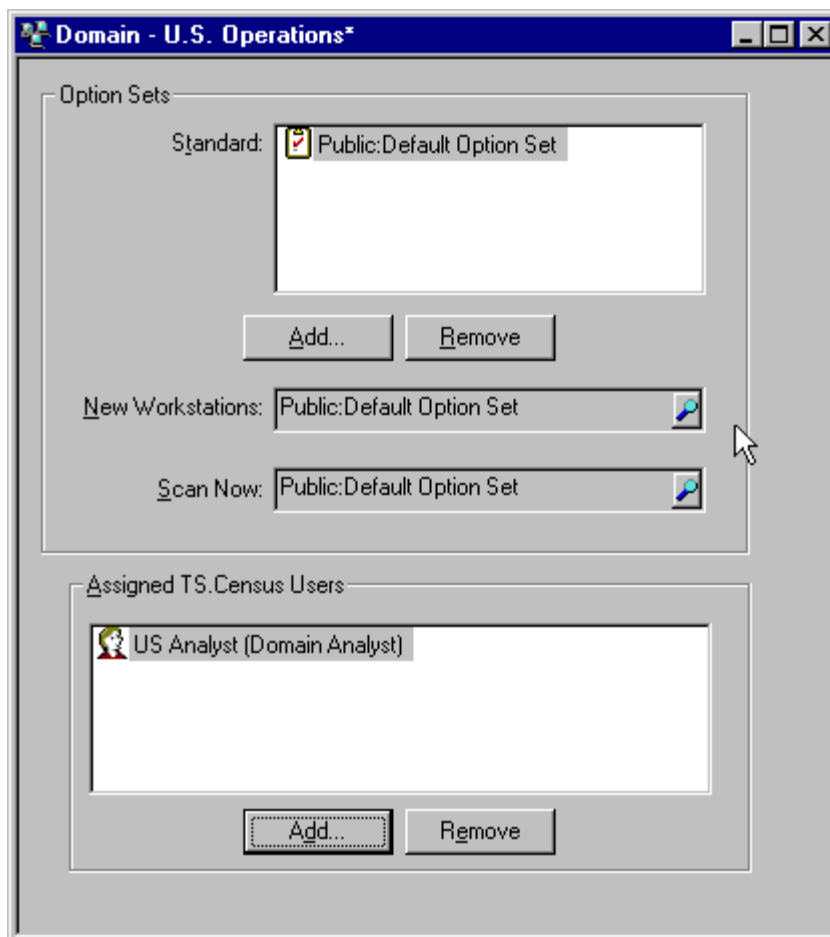 Domain - U.S. Operations*
Option Sets
Standard: Public:Default Option Set
Add... Remove
New Workstations: Public:Default Option Set
Scan Now: Public:Default Option Set
Assigned TS.Census Users
US Analyst (Domain Analyst)
Add... Remove